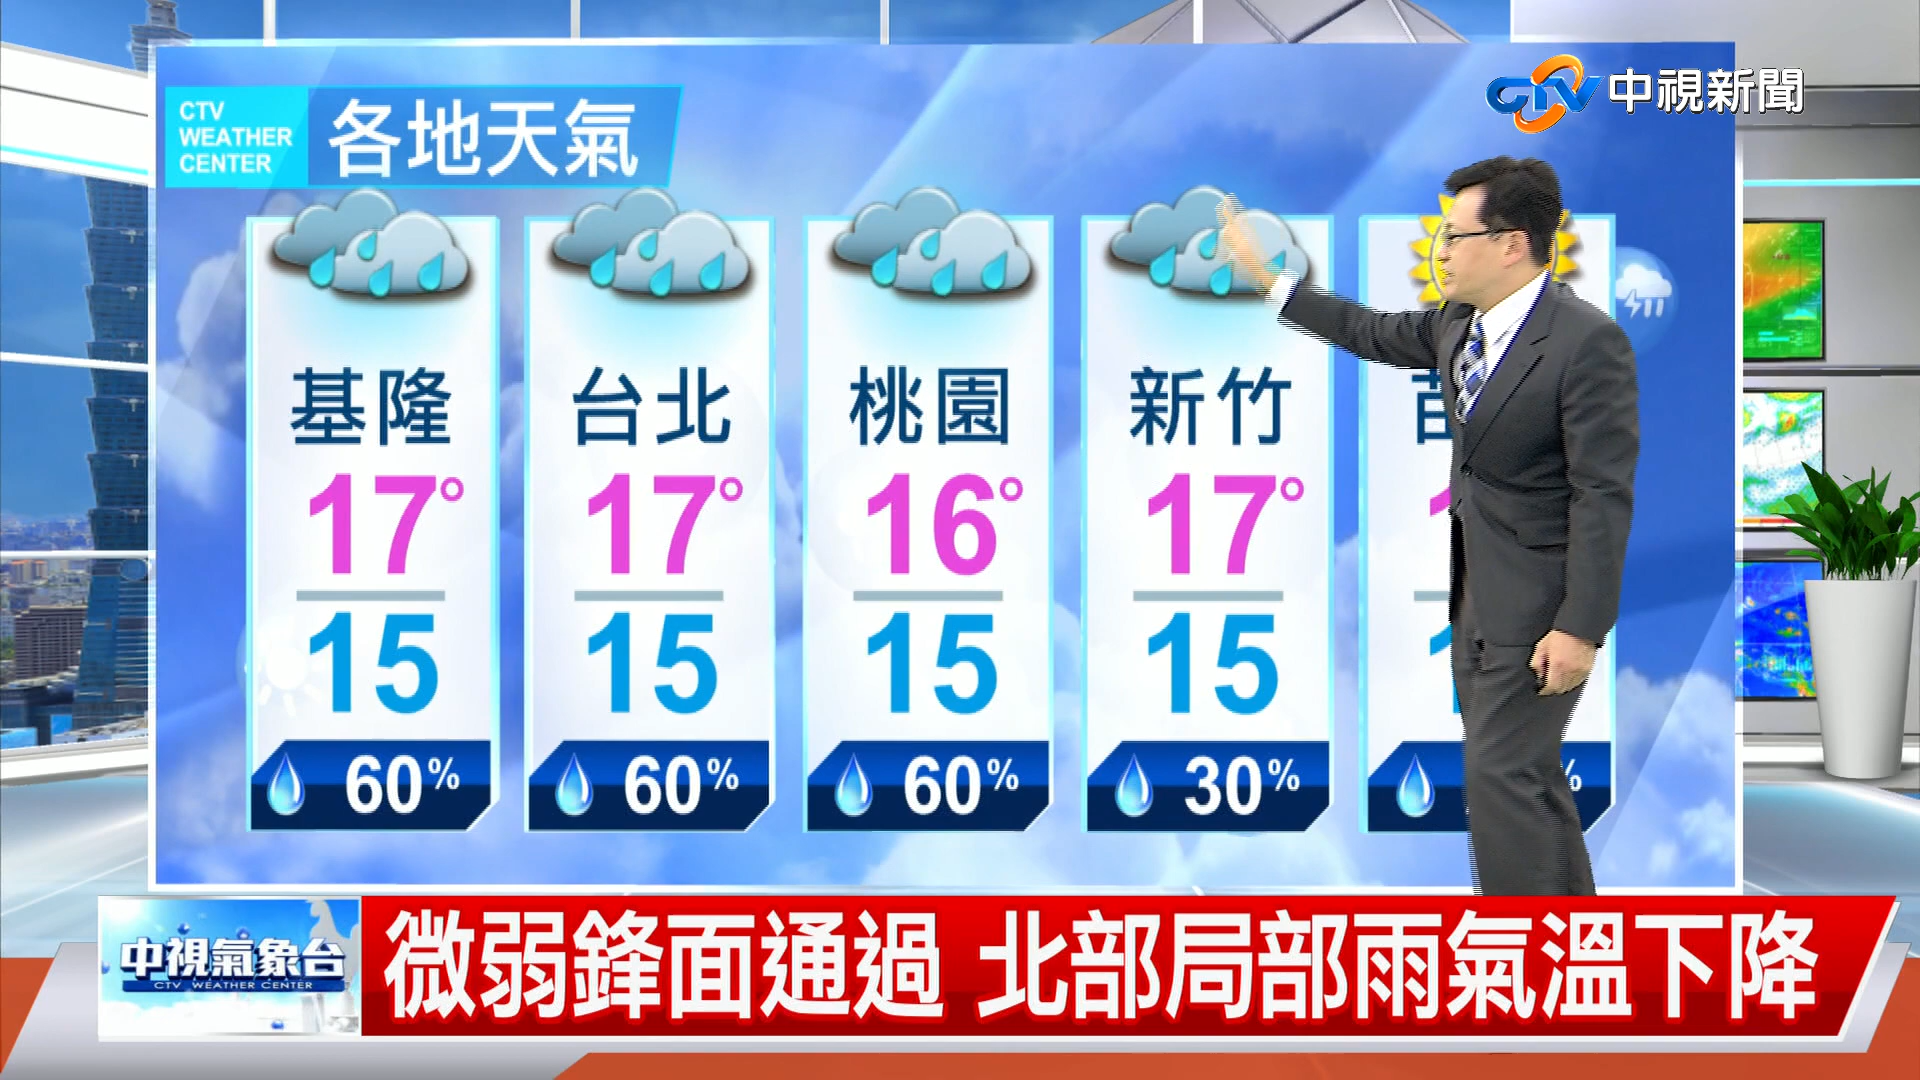 CTV
WEATHER
CENTER
各地天氣
CTV 中視新聞
基隆
台北
桃園
新竹
17°
17°
16°
17°
15
15
15
15
60%
60%
60%
30%
中視氣象台
CTV WEATHER CENTER
微弱鋒面通過 北部局部雨氣溫下降